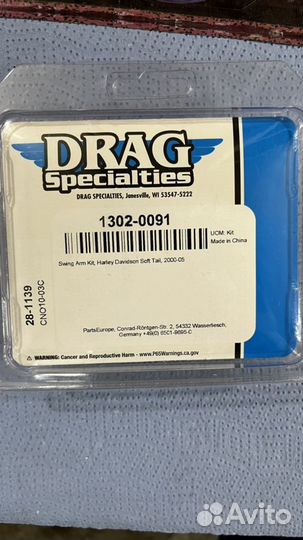 DRAG
Specialties
DRAG SPECIALTIES, Janesville, WI 53547-5222
1302-0091
UCM: Kit
Made in China
Swing Arm Kit, Harley Davidson Soft Tail, 2000-05
28-1139
CNO10-03C
PartsEurope, Conrad-Röntgen-Str. 2, 54332 Wasserliesch,
Germany +49(0) 6501-9695-0
WARNING: Cancer and Reproductive Harm - www.P65Warnings.ca.gov
Avito